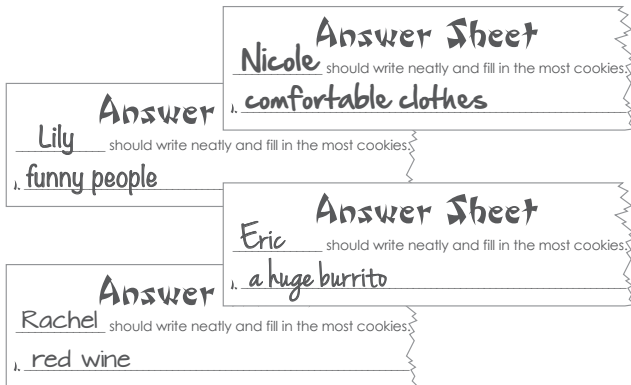 Answer Sheet
Nicole should write neatly and fill in the most cookies.
1. comfortable clothes
Answer
Lily should write neatly and fill in the most cookies.
1. funny people
Answer Sheet
Eric should write neatly and fill in the most cookies.
1. a huge burrito
Answer
Rachel should write neatly and fill in the most cookies.
1. red wine